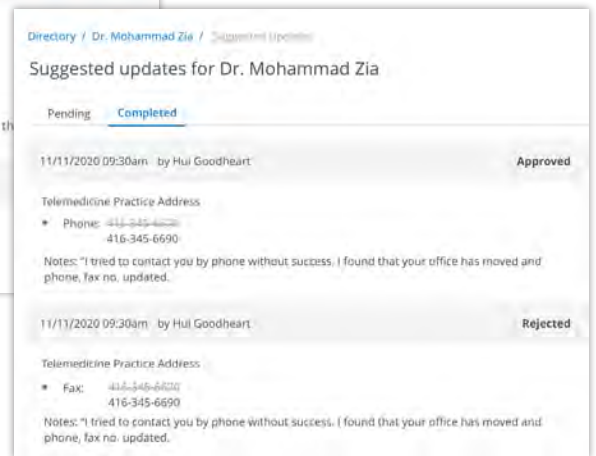 Directory / Dr. Mohammad Zia / Suggested Updates
Suggested updates for Dr. Mohammad Zia
Pending Completed
th
11/11/2020 09:30am by Hui Goodheart Approved
Telemedicine Practice Address
• Phone:
416-345-6690
Notes: "I tried to contact you by phone without success. I found that your office has moved and
phone, fax no. updated.
11/11/2020 09:30am by Hui Goodheart Rejected
Telemedicine Practice Address
• Fax:
416-345-6690
Notes: "I tried to contact you by phone without success. I found that your office has moved and
phone, fax no. updated.